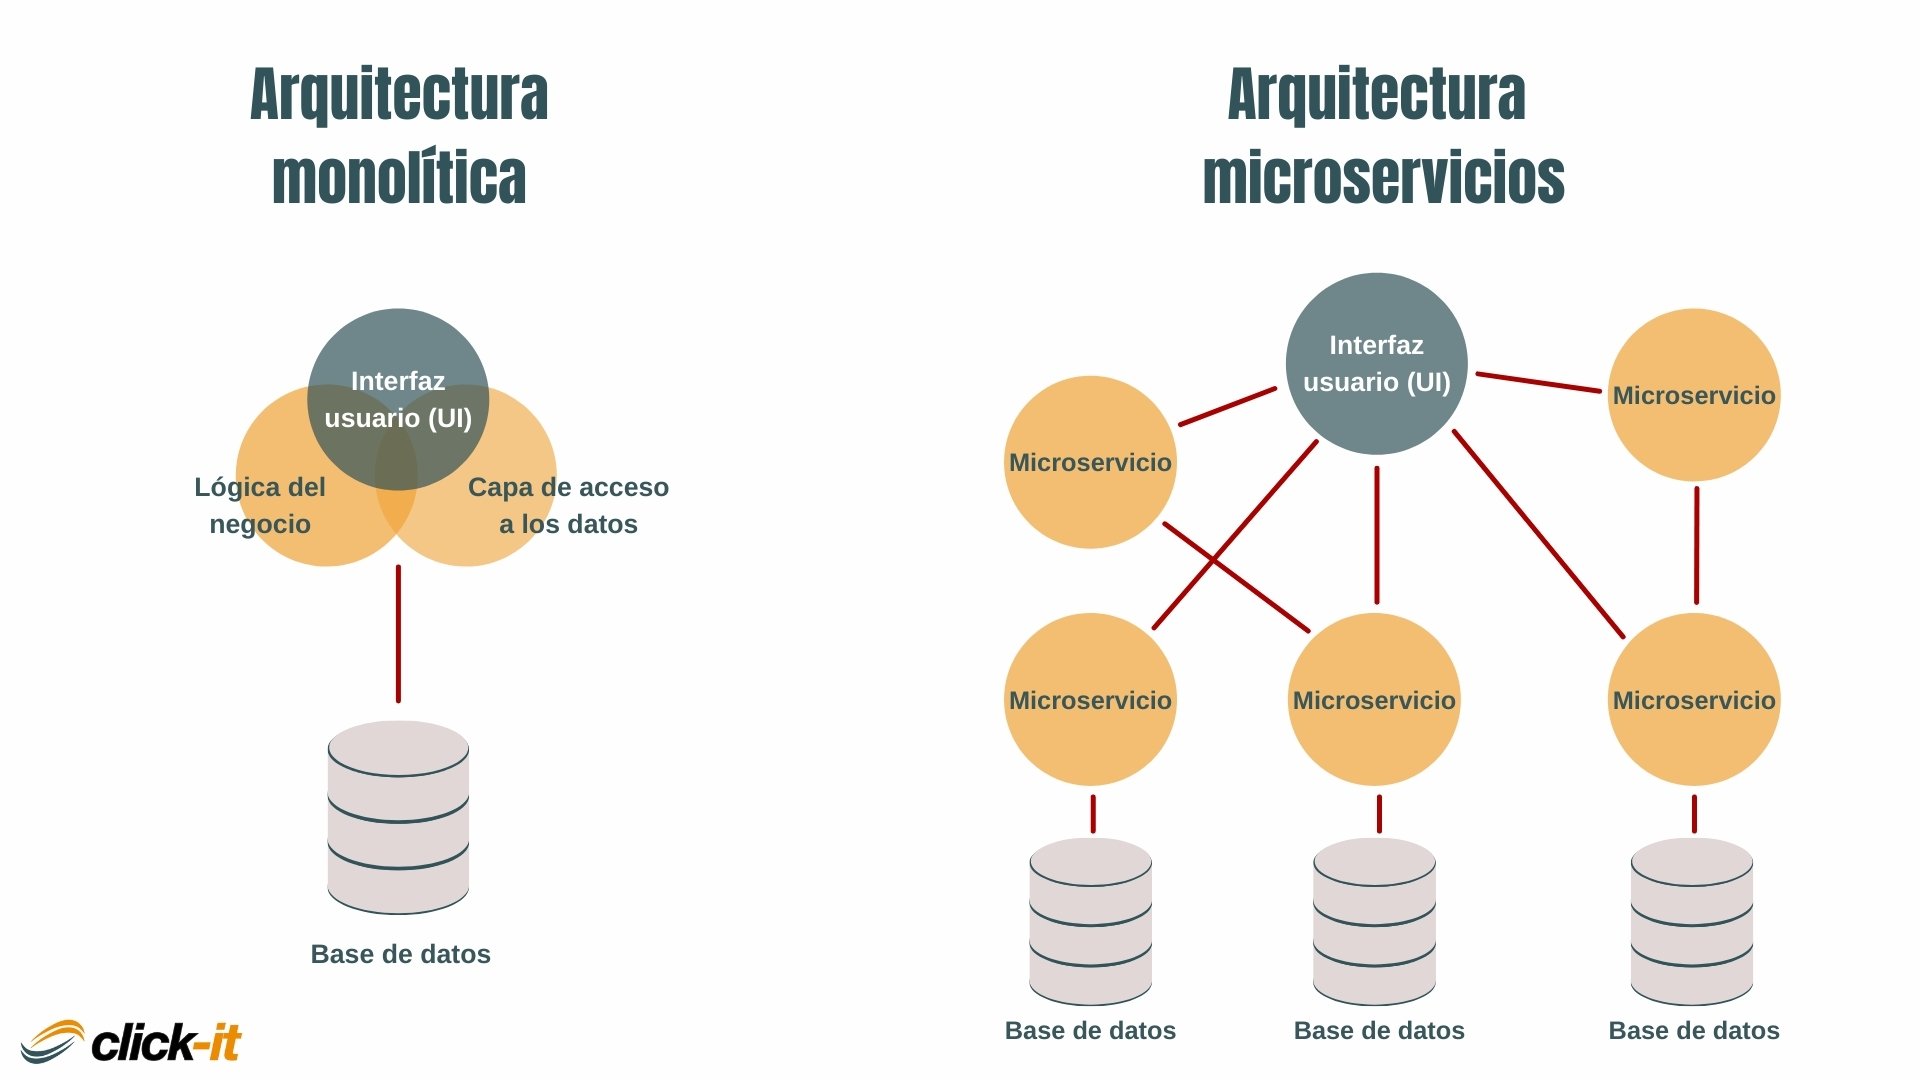 Arquitectura
monolítica
Interfaz
usuario (UI)
Lógica del
negocio
Capa de acceso
a los datos
Base de datos
click-it
Arquitectura
microservicios
Interfaz
usuario (UI)
Microservicio
Microservicio
Microservicio
Microservicio
Microservicio
Base de datos
Base de datos
Base de datos